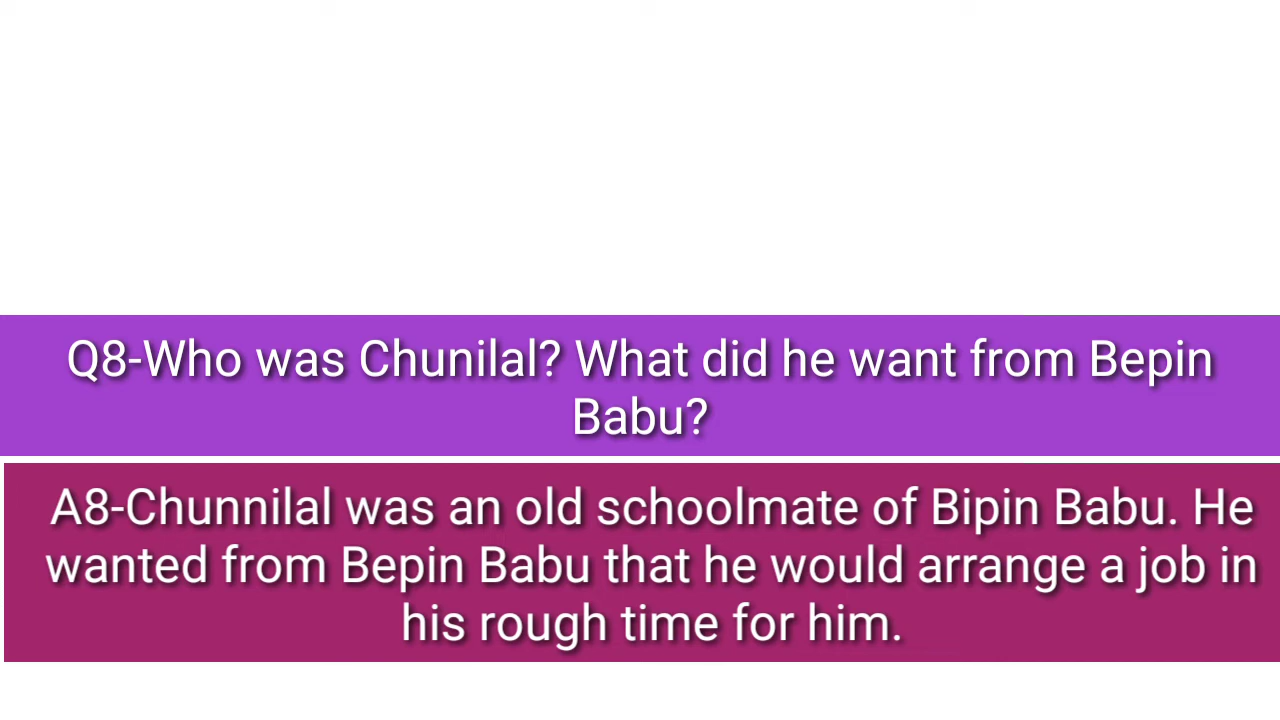 Q8-Who was Chunilal? What did he want from Bepin
Babu?
A8-Chunnilal was an old schoolmate of Bipin Babu. He
wanted from Bepin Babu that he would arrange a job in
his rough time for him.